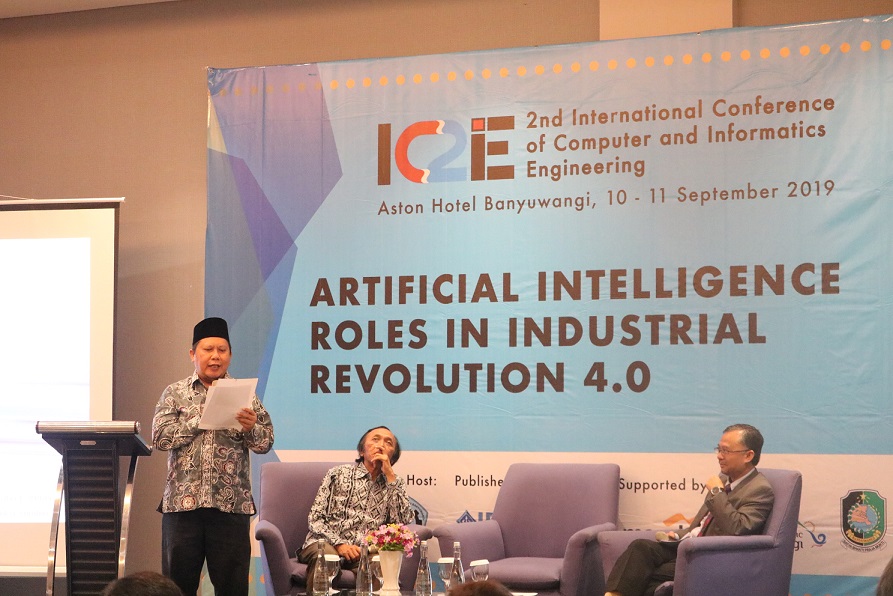 IC2IE
2nd International Conference
of Computer and Informatics
Engineering
Aston Hotel Banyuwangi, 10 - 11 September 2019
ARTIFICIAL INTELLIGENCE
ROLES IN INDUSTRIAL
REVOLUTION 4.0
Host:
Supported by